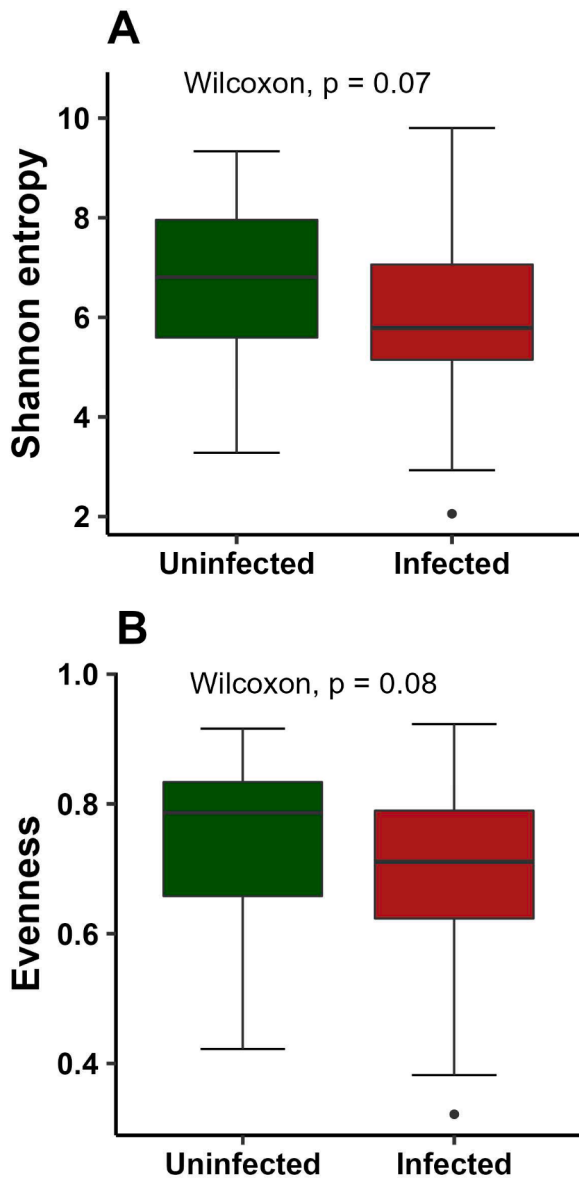 A
Wilcoxon, p = 0.07
Shannon entropy
10
8
6
4
2
Uninfected Infected
B
Wilcoxon, p = 0.08
Evenness
1.0
0.8
0.6
0.4
Uninfected Infected